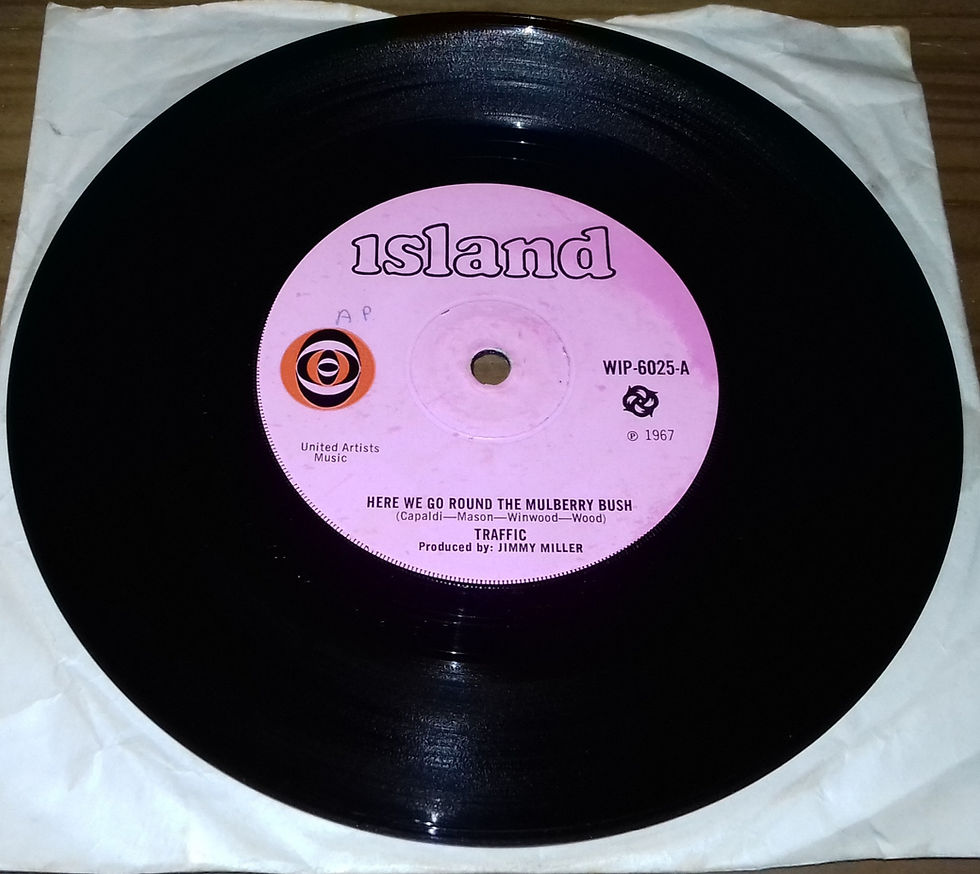 island
A P
WIP-6025-A
℗ 1967
United Artists
Music
HERE WE GO ROUND THE MULBERRY BUSH
(Capaldi—Mason—Winwood—Wood)
TRAFFIC
Produced by: JIMMY MILLER